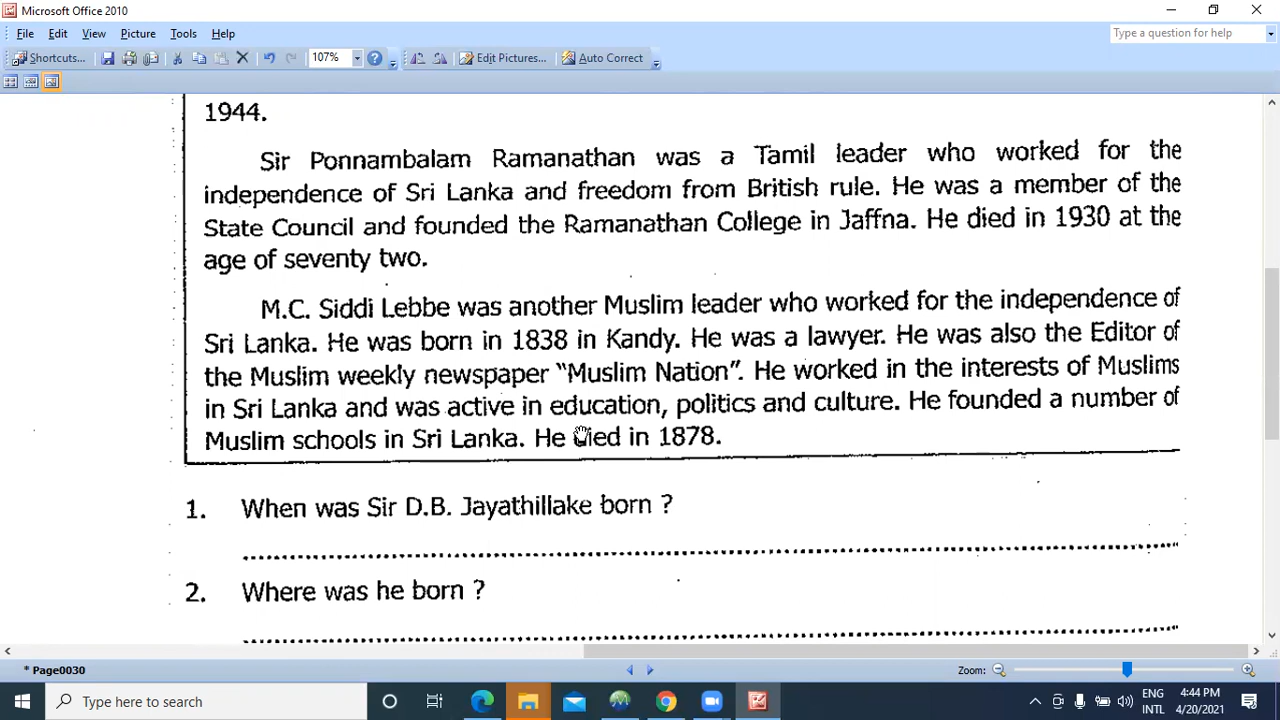 Microsoft Office 2010
File Edit View Picture Tools Help
Type a question for help
Shortcuts... 107% Edit Pictures... Auto Correct
1944.
Sir Ponnambalam Ramanathan was a Tamil leader who worked for the
independence of Sri Lanka and freedom from British rule. He was a member of the
State Council and founded the Ramanathan College in Jaffna. He died in 1930 at the
age of seventy two.
M.C. Siddi Lebbe was another Muslim leader who worked for the independence of
Sri Lanka. He was born in 1838 in Kandy. He was a lawyer. He was also the Editor of
the Muslim weekly newspaper "Muslim Nation". He worked in the interests of Muslims
in Sri Lanka and was active in education, politics and culture. He founded a number of
Muslim schools in Sri Lanka. He died in 1878.
1. When was Sir D.B. Jayathillake born ?
2. Where was he born ?
* Page0030
Zoom:
Type here to search
ENG
INTL
4:44 PM
4/20/2021